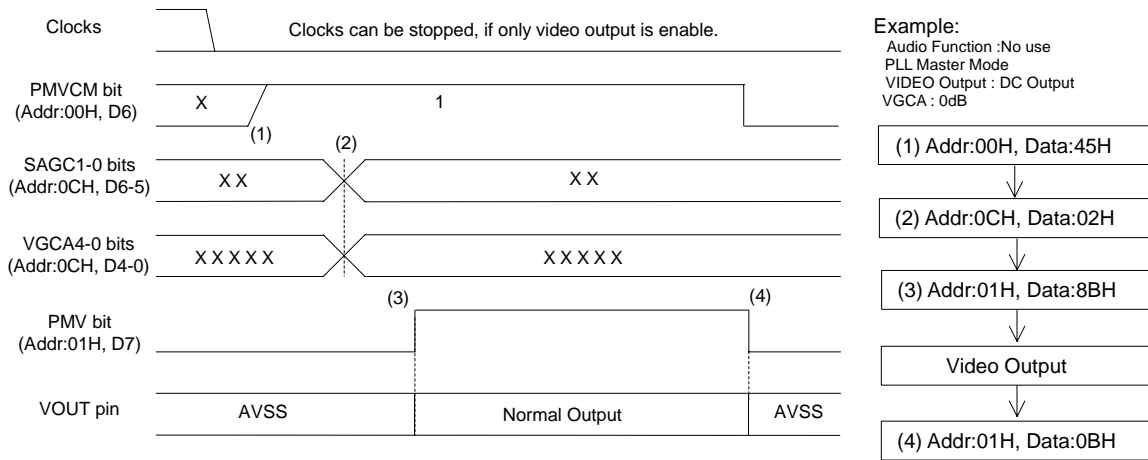 Clocks
Clocks can be stopped, if only video output is enable.
PMVCM bit
(Addr:00H, D6)
X
1
(1)
(2)
SAGC1-0 bits
(Addr:0CH, D6-5)
X X
X X
VGCA4-0 bits
(Addr:0CH, D4-0)
X X X X X
X X X X X
(3)
(4)
PMV bit
(Addr:01H, D7)
VOUT pin
AVSS
Normal Output
AVSS
Example:
Audio Function :No use
PLL Master Mode
VIDEO Output : DC Output
VGCA : 0dB
(1) Addr:00H, Data:45H
(2) Addr:0CH, Data:02H
(3) Addr:01H, Data:8BH
Video Output
(4) Addr:01H, Data:0BH